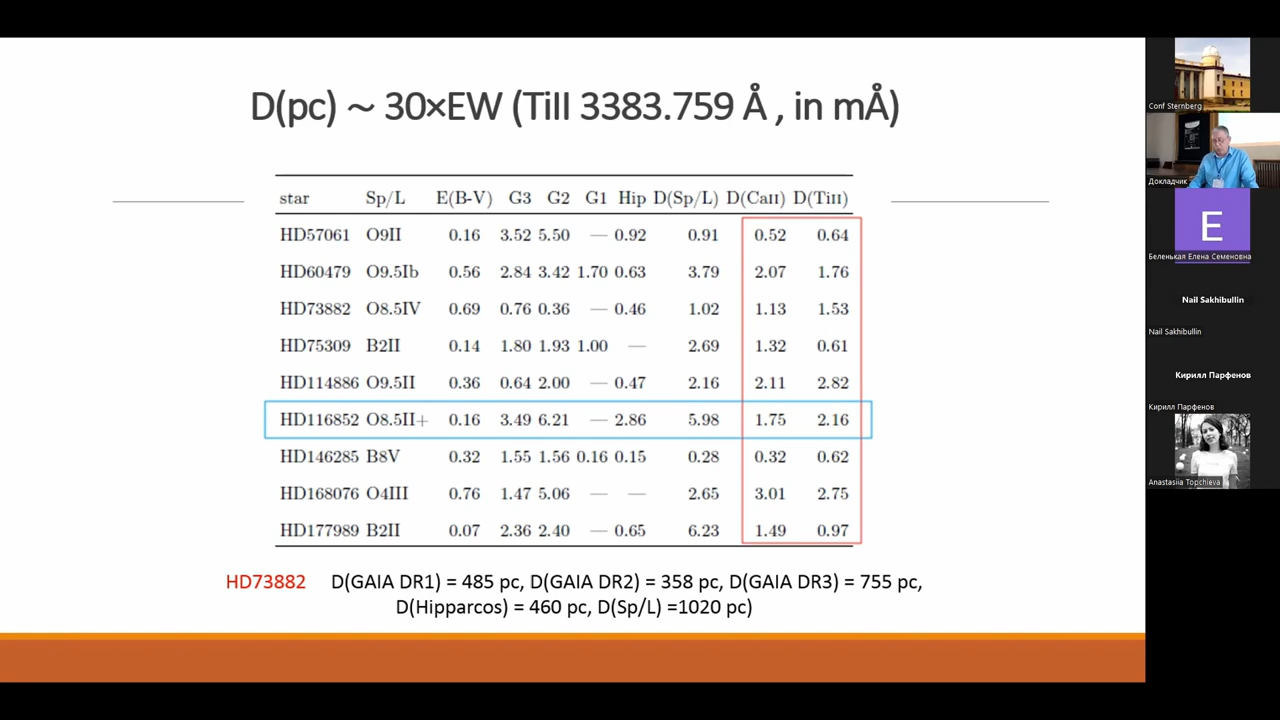 D(pc) ~ 30×EW (TiII 3383.759 Å , in mÅ)
star Sp/L E(B-V) G3 G2 G1 Hip D(Sp/L) D(CaII) D(TiII)
HD57061 O9II 0.16 3.52 5.50 — 0.92 0.91 0.52 0.64
HD60479 O9.5Ib 0.56 2.84 3.42 1.70 0.63 3.79 2.07 1.76
HD73882 O8.5IV 0.69 0.76 0.36 — 0.46 1.02 1.13 1.53
HD75309 B2II 0.14 1.80 1.93 1.00 — 2.69 1.32 0.61
HD114886 O9.5II 0.36 0.64 2.00 — 0.47 2.16 2.11 2.82
HD116852 O8.5II+ 0.16 3.49 6.21 — 2.86 5.98 1.75 2.16
HD146285 B8V 0.32 1.55 1.56 0.16 0.15 0.28 0.32 0.62
HD168076 O4III 0.76 1.47 5.06 — — 2.65 3.01 2.75
HD177989 B2II 0.07 2.36 2.40 — 0.65 6.23 1.49 0.97
HD73882 D(GAIA DR1) = 485 pc, D(GAIA DR2) = 358 pc, D(GAIA DR3) = 755 pc,
D(Hipparcos) = 460 pc, D(Sp/L) =1020 pc)
Conf Sternberg
Докладчик
E
Беленькая Елена Семеновна
Nail Sakhibullin
Nail Sakhibullin
Кирилл Парфенов
Кирилл Парфенов
Anastasiia Topchieva